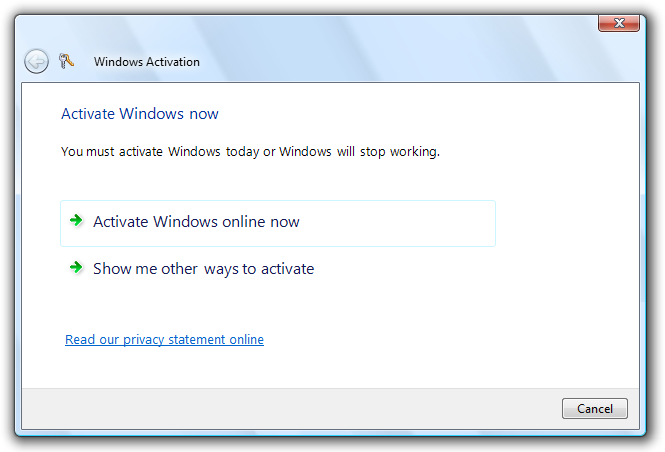 Windows Activation
Activate Windows now
You must activate Windows today or Windows will stop working.
Activate Windows online now
Show me other ways to activate
Read our privacy statement online
Cancel